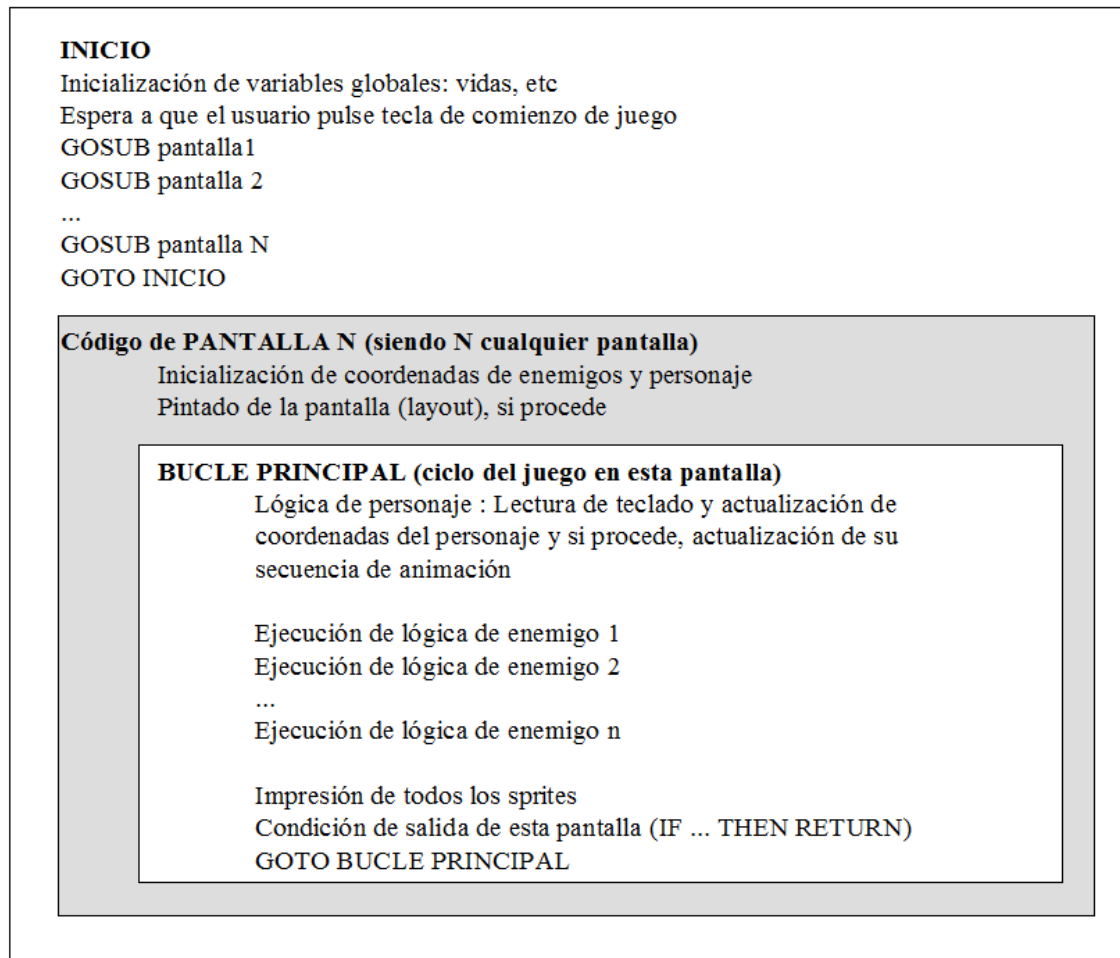 INICIO
Inicialización de variables globales: vidas, etc
Espera a que el usuario pulse tecla de comienzo de juego
GOSUB pantalla1
GOSUB pantalla 2
...
GOSUB pantalla N
GOTO INICIO
Código de PANTALLA N (siendo N cualquier pantalla)
Inicialización de coordenadas de enemigos y personaje
Pintado de la pantalla (layout), si procede
BUCLE PRINCIPAL (ciclo del juego en esta pantalla)
Lógica de personaje : Lectura de teclado y actualización de
coordenadas del personaje y si procede, actualización de su
secuencia de animación
Ejecución de lógica de enemigo 1
Ejecución de lógica de enemigo 2
...
Ejecución de lógica de enemigo n
Impresión de todos los sprites
Condición de salida de esta pantalla (IF ... THEN RETURN)
GOTO BUCLE PRINCIPAL